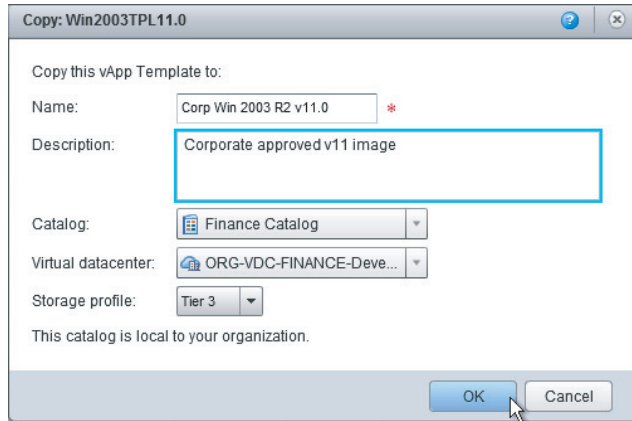 Copy: Win2003TPL11.0
?
Copy this vApp Template to:
Name: Corp Win 2003 R2 v11.0 *
Description: Corporate approved v11 image
Catalog: Finance Catalog
Virtual datacenter: ORG-VDC-FINANCE-Deve...
Storage profile: Tier 3
This catalog is local to your organization.
OK Cancel